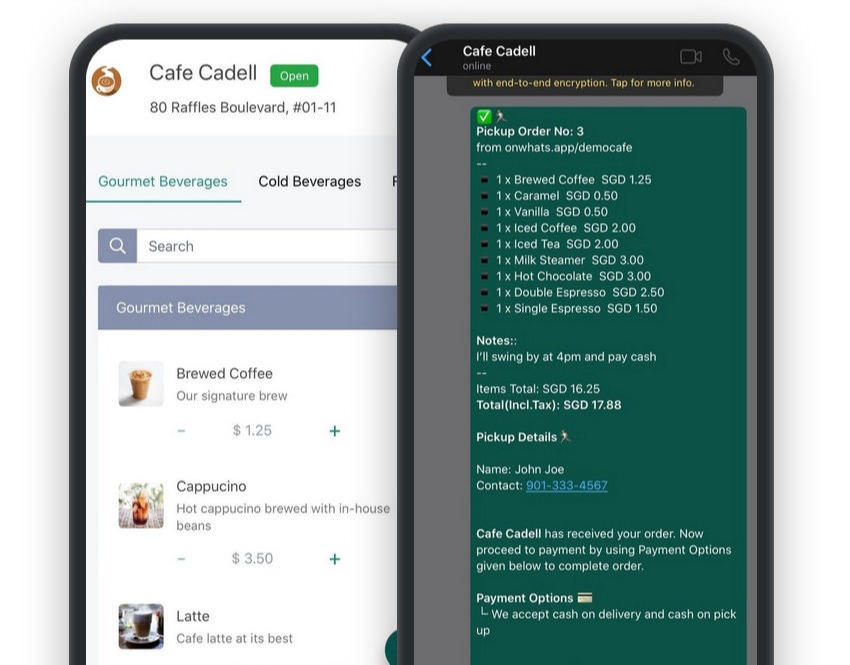 Cafe Cadell
Open
80 Raffles Boulevard, #01-11
Gourmet Beverages
Cold Beverages
Search
Gourmet Beverages
Brewed Coffee
Our signature brew
− $ 1.25 +
Cappucino
Hot cappucino brewed with in-house
beans
− $ 3.50 +
Latte
Cafe latte at its best
Cafe Cadell
online
with end-to-end encryption. Tap for more info.
Pickup Order No: 3
from onwhats.app/democafe
--
1 x Brewed Coffee SGD 1.25
1 x Caramel SGD 0.50
1 x Vanilla SGD 0.50
1 x Iced Coffee SGD 2.00
1 x Iced Tea SGD 2.00
1 x Milk Steamer SGD 3.00
1 x Hot Chocolate SGD 3.00
1 x Double Espresso SGD 2.50
1 x Single Espresso SGD 1.50
Notes::
I'll swing by at 4pm and pay cash
--
Items Total: SGD 16.25
Total(Incl.Tax): SGD 17.88
Pickup Details
Name: John Joe
Contact: 901-333-4567
Cafe Cadell has received your order. Now
proceed to payment by using Payment Options
given below to complete order.
Payment Options
└ We accept cash on delivery and cash on pick
up